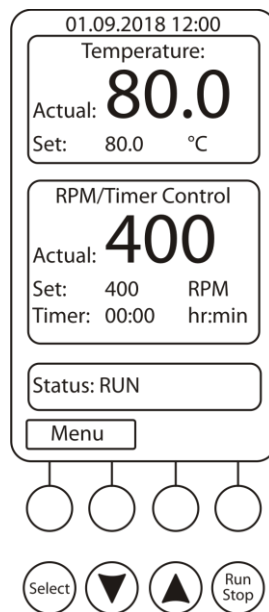 01.09.2018 12:00
Temperature:
Actual: 80.0
Set: 80.0 °C
RPM/Timer Control
Actual: 400
Set: 400 RPM
Timer: 00:00 hr:min
Status: RUN
Menu
Select
Run
Stop